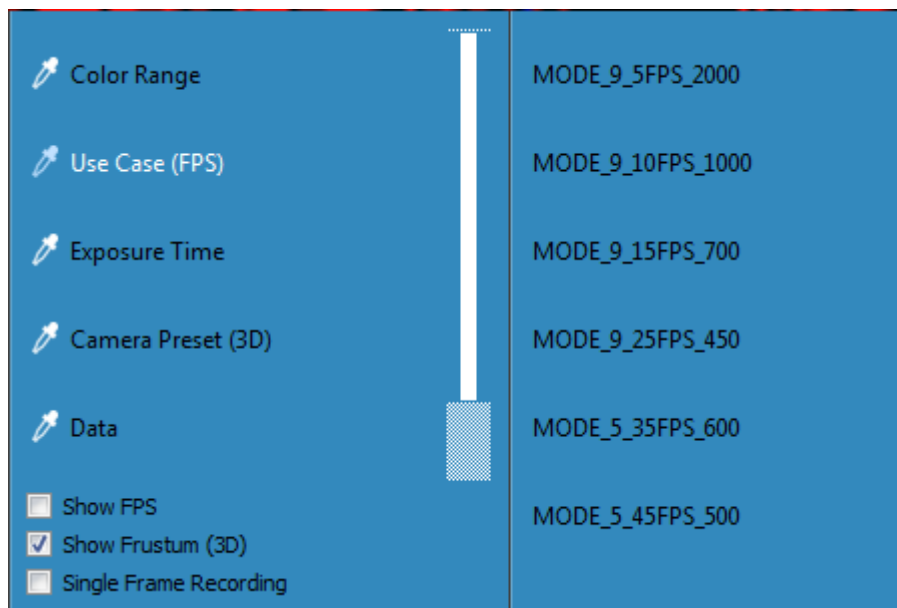 Color Range
Use Case (FPS)
Exposure Time
Camera Preset (3D)
Data
Show FPS
Show Frustum (3D)
Single Frame Recording
MODE_9_5FPS_2000
MODE_9_10FPS_1000
MODE_9_15FPS_700
MODE_9_25FPS_450
MODE_5_35FPS_600
MODE_5_45FPS_500